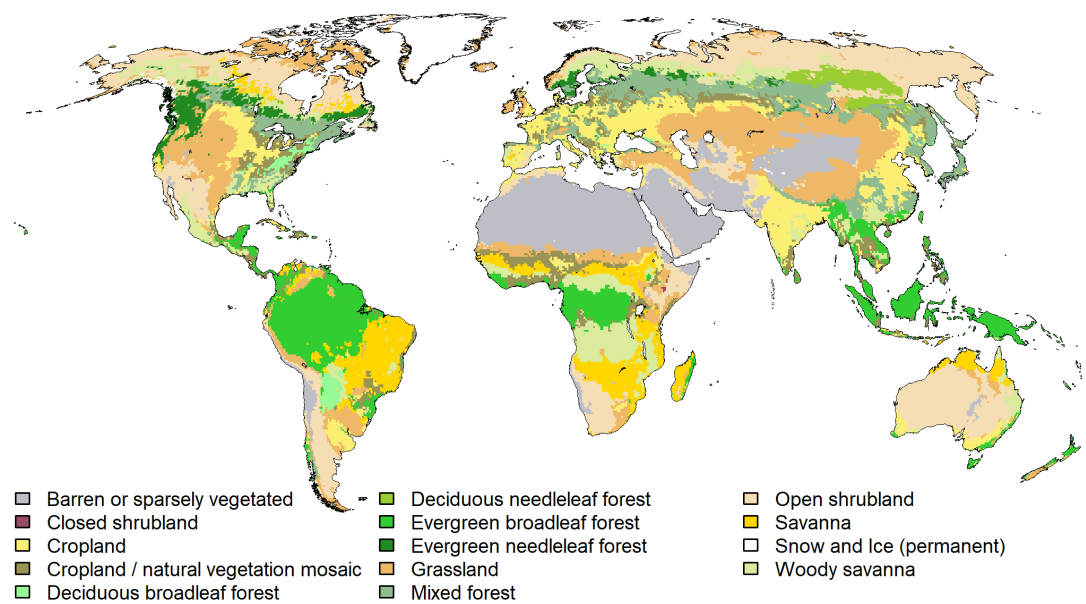 Barren or sparsely vegetated
Closed shrubland
Cropland
Cropland / natural vegetation mosaic
Deciduous broadleaf forest
Deciduous needleleaf forest
Evergreen broadleaf forest
Evergreen needleleaf forest
Grassland
Mixed forest
Open shrubland
Savanna
Snow and Ice (permanent)
Woody savanna